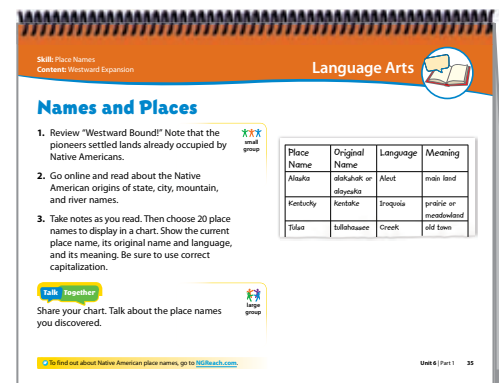 Skill: Place Names
Content: Westward Expansion
Language Arts
Names and Places
1. Review “Westward Bound!” Note that the
pioneers settled lands already occupied by
Native Americans.
small
group
2. Go online and read about the Native
American origins of state, city, mountain,
and river names.
3. Take notes as you read. Then choose 20 place
names to display in a chart. Show the current
place name, its original name and language,
and its meaning. Be sure to use correct
capitalization.
Place Name Original Name Language Meaning
Alaska alakshak or alayeska Aleut main land
Kentucky kentake Iroquois prairie or meadowland
Tulsa tullahassee Creek old town
Talk Together
Share your chart. Talk about the place names
you discovered.
large
group
To find out about Native American place names, go to NGReach.com.
Unit 6 | Part 1 35